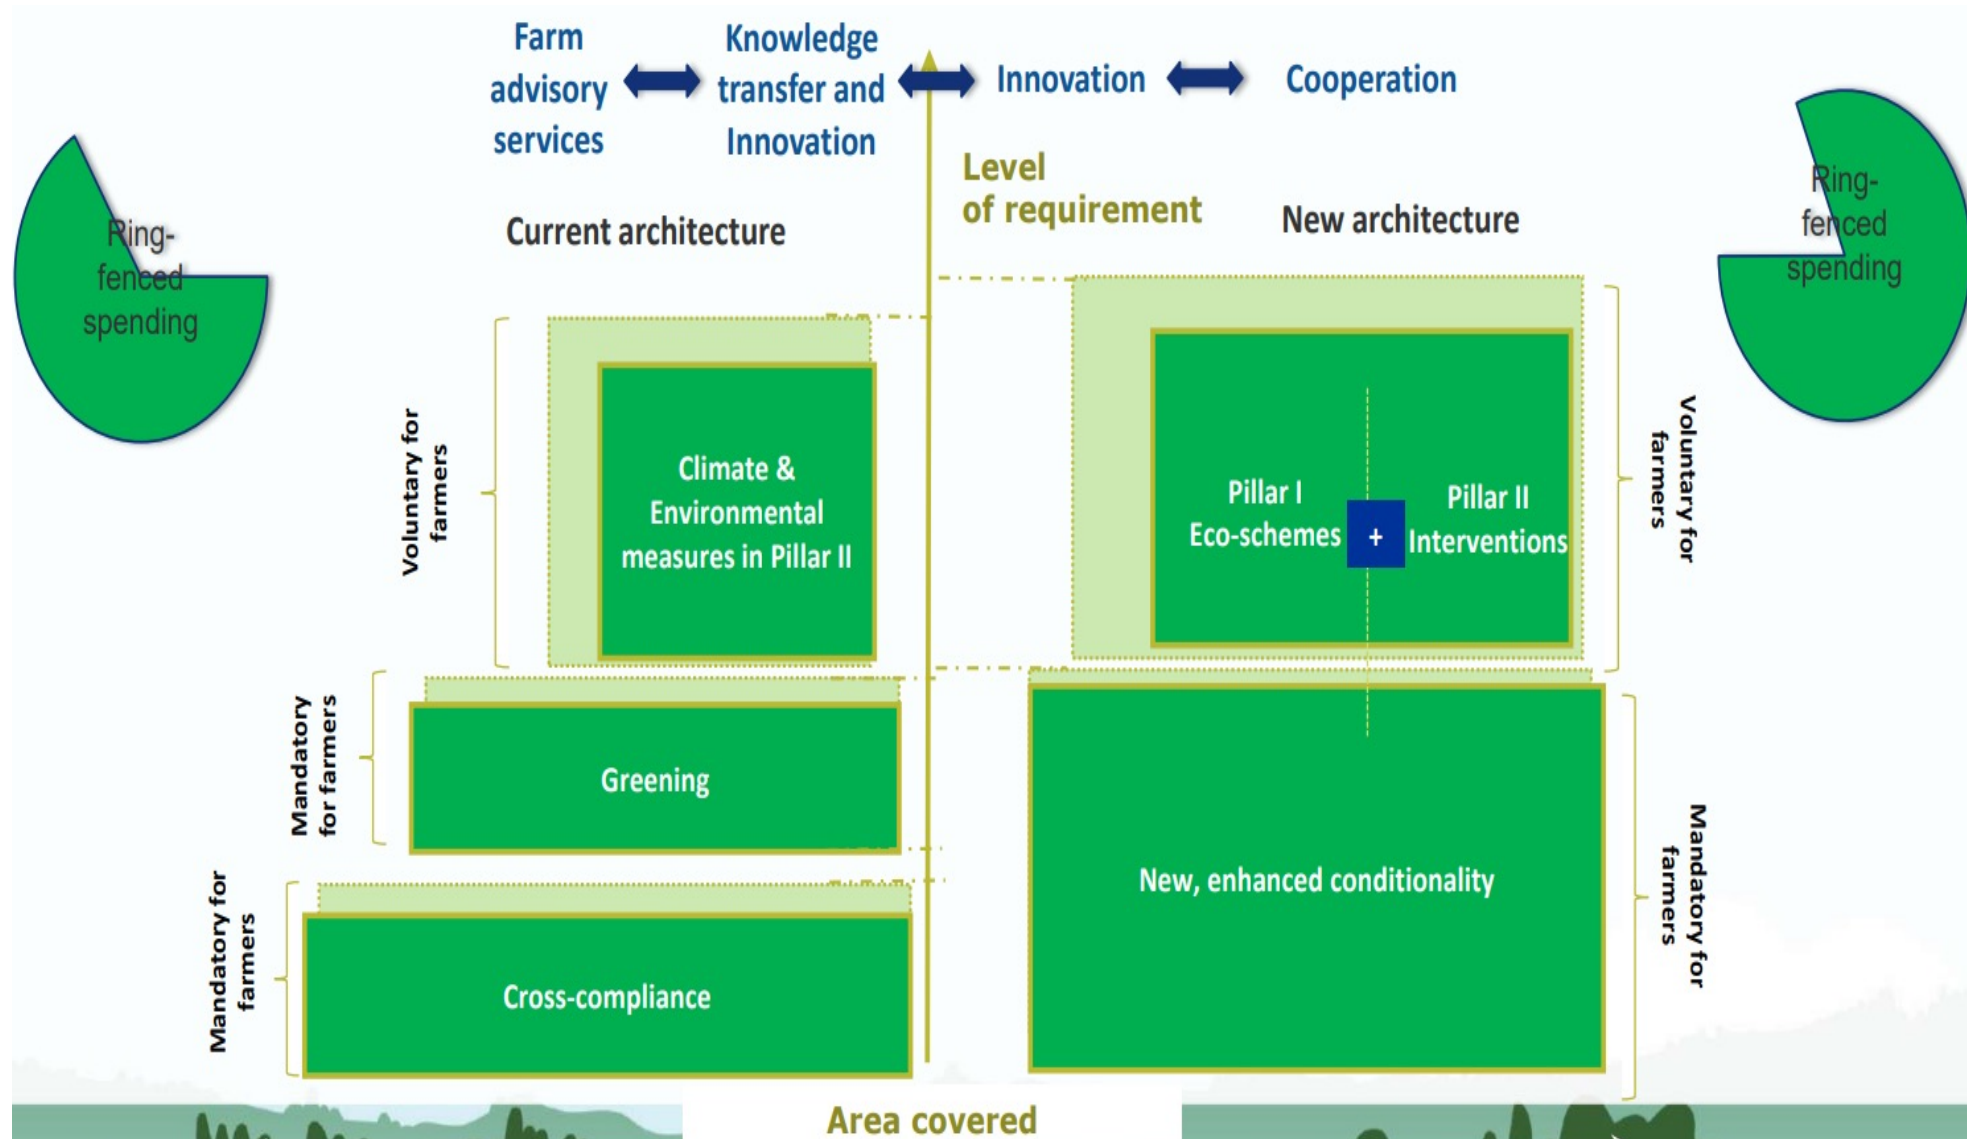 Farm
advisory
services
Knowledge
transfer and
Innovation
Innovation
Cooperation
Level
of requirement
Current architecture
New architecture
Ring-
fenced
spending
Ring-
fenced
spending
Voluntary for
farmers
Climate &
Environmental
measures in Pillar II
Pillar I
Eco-schemes
+
Pillar II
Interventions
Voluntary for
farmers
Mandatory
for farmers
Greening
New, enhanced conditionality
Mandatory for
farmers
Mandatory for
farmers
Cross-compliance
Area covered